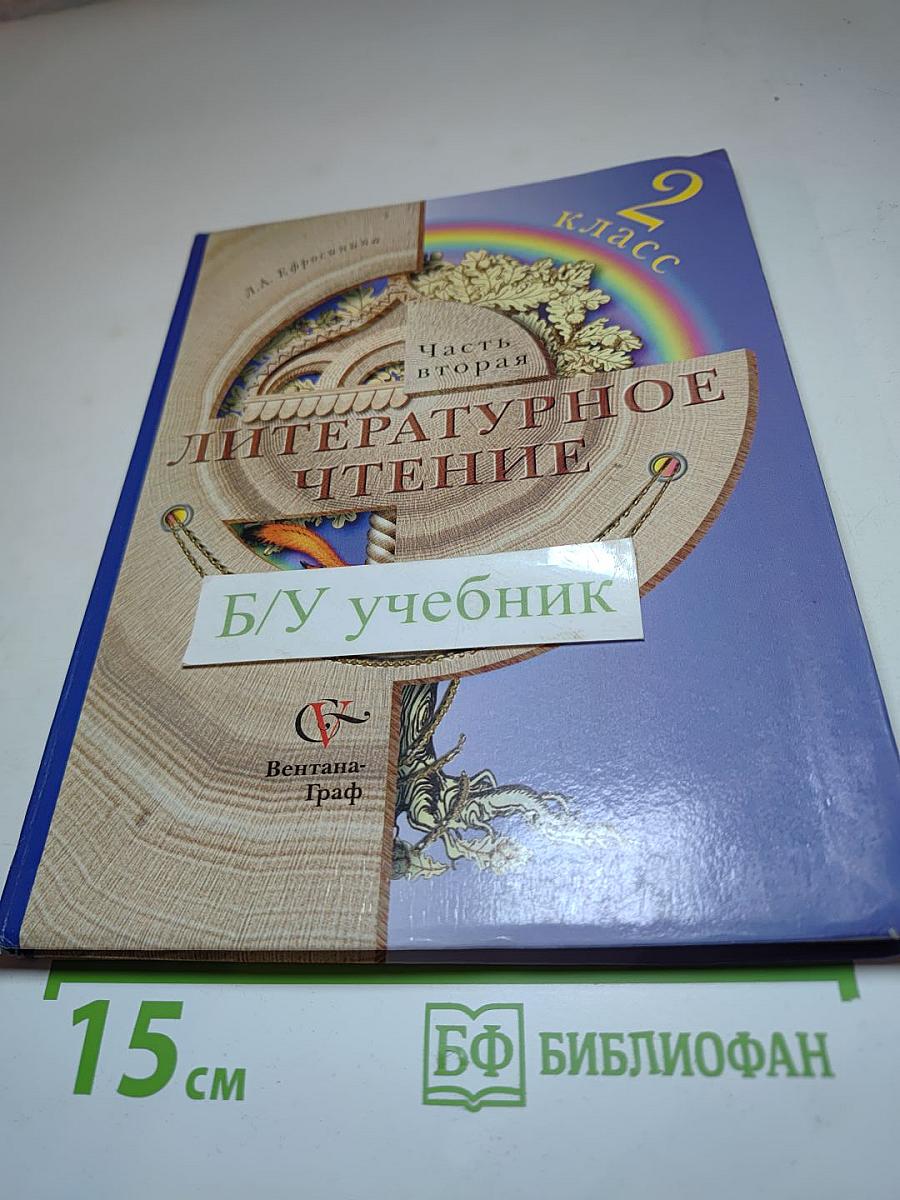 2
класс
Л.А. Ефросинина
Часть
вторая
ЛИТЕРАТУРНОЕ
ЧТЕНИЕ
Б/У учебник
Вентана-
Граф
15 см
БФ БИБЛИОФАН